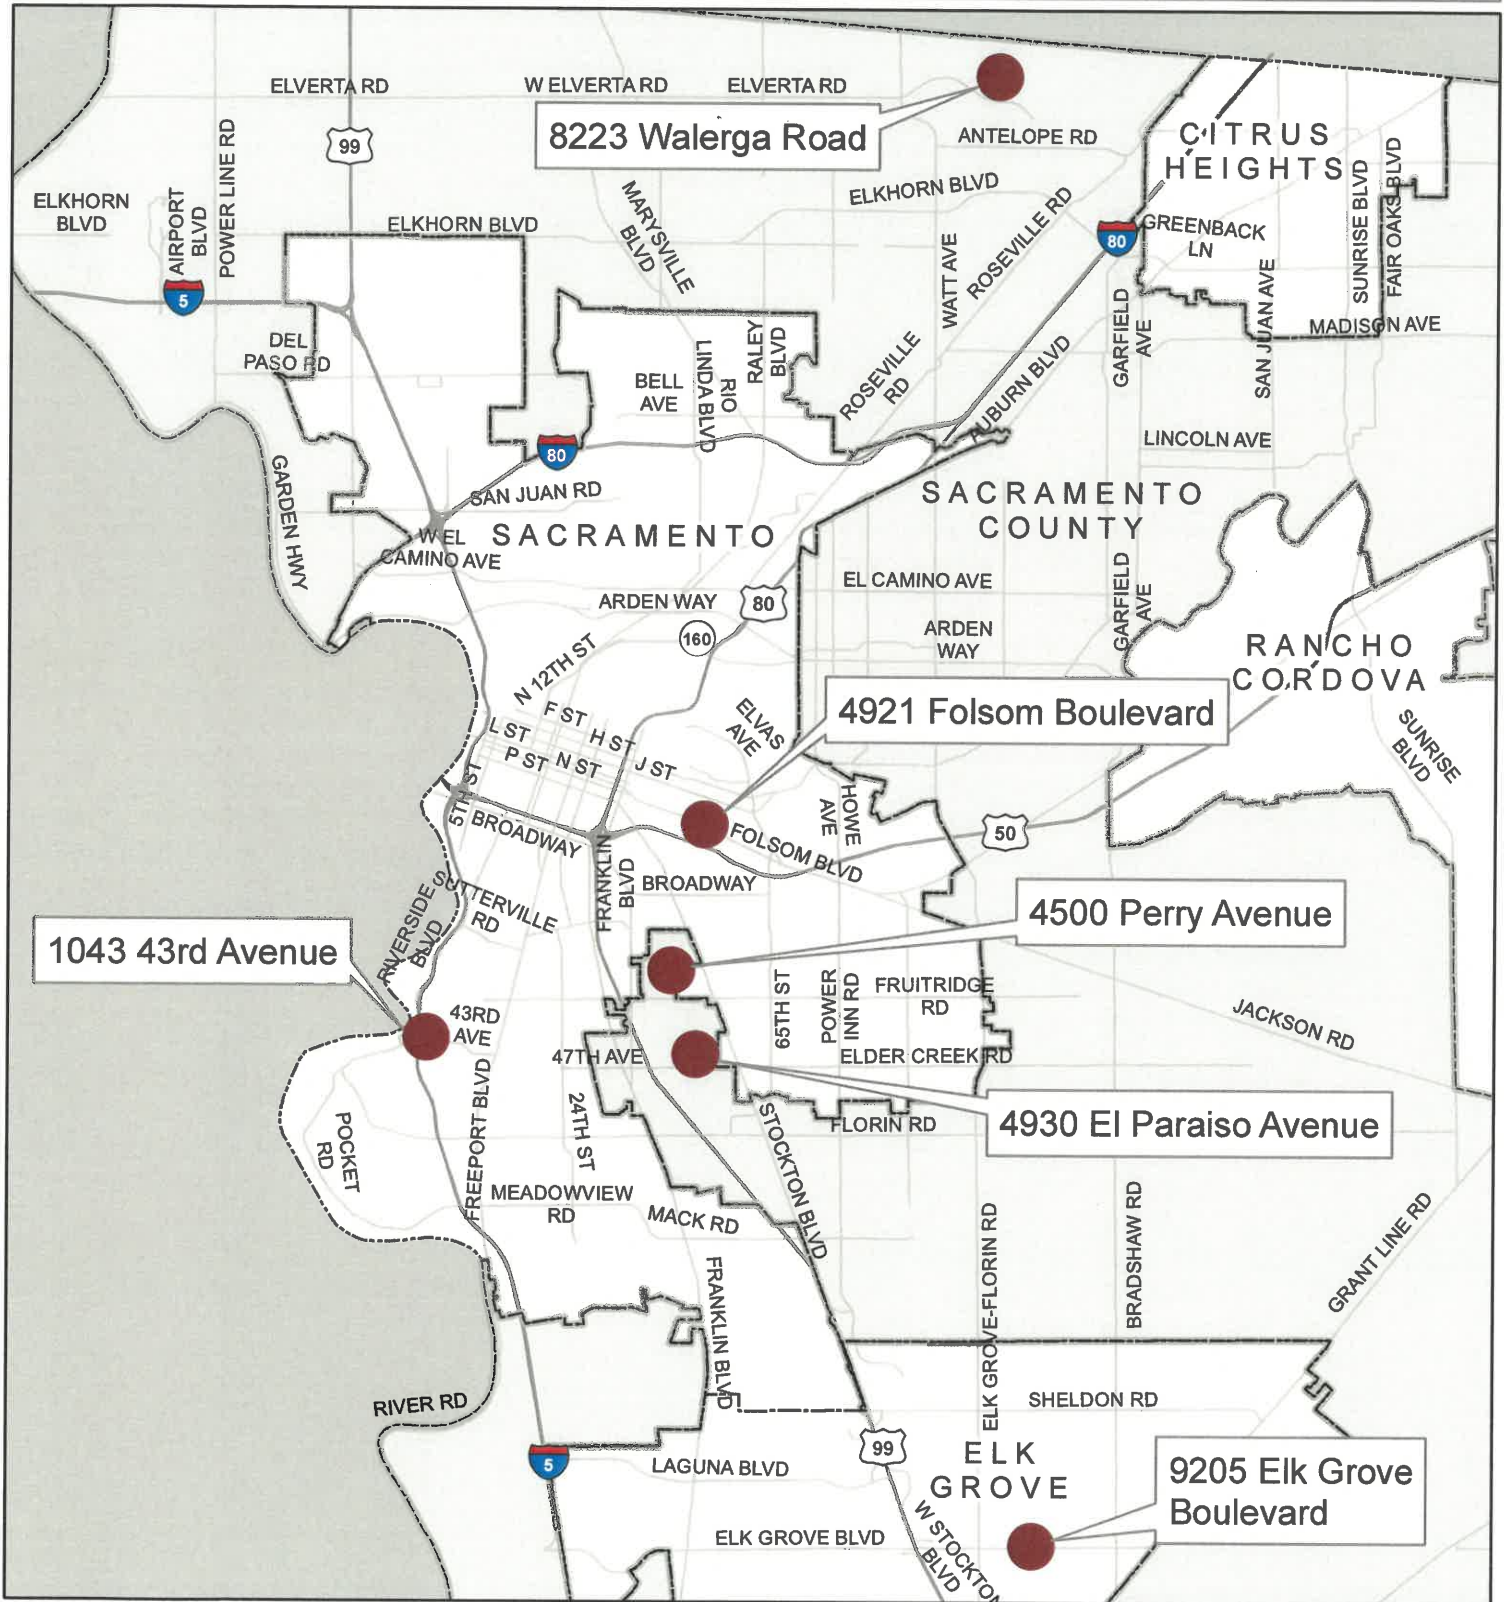 ELVERTA RD
W ELVERTA RD
ELVERTA RD
99
8223 Walerga Road
ANTELOPE RD
CITRUS
HEIGHTS
POWER LINE RD
AIRPORT
BLVD
ELKHORN
BLVD
ELKHORN BLVD
MARYSVILLE
BLVD
ELKHORN BLVD
ROSEVILLE RD
WATT AVE
80
GREENBACK
LN
SUNRISE BLVD
FAIR OAKS BLVD
5
DEL
PASO RD
GARFIELD
AVE
SAN JUAN AVE
MADISON AVE
BELL
AVE
LINDA BLVD
RIO
RALEY
BLVD
ROSEVILLE
RD
AUBURN BLVD
LINCOLN AVE
80
SAN JUAN RD
GARDEN HWY
SACRAMENTO
SACRAMENTO
COUNTY
W EL
CAMINO AVE
EL CAMINO AVE
GARFIELD
AVE
ARDEN WAY
80
160
ARDEN
WAY
RANCHO
CORDOVA
N 12TH ST
F ST
L ST
H ST
P ST
N ST
J ST
ELVAS
AVE
4921 Folsom Boulevard
SUNRISE
BLVD
5TH ST
BROADWAY
HOWE
AVE
FOLSOM BLVD
50
FRANKLIN
BLVD
BROADWAY
SUTTERVILLE
RD
RIVERSIDE
BLVD
4500 Perry Avenue
1043 43rd Avenue
65TH ST
POWER
INN RD
FRUITRIDGE
RD
43RD
AVE
47TH AVE
ELDER CREEK RD
JACKSON RD
FREEPORT BLVD
24TH ST
POCKET
RD
STOCKTON BLVD
FLORIN RD
4930 El Paraiso Avenue
MEADOWVIEW
RD
MACK RD
FRANKLIN BLVD
ELK GROVE-FLORIN RD
BRADSHAW RD
GRANT LINE RD
RIVER RD
SHELDON RD
5
LAGUNA BLVD
99
ELK
GROVE
9205 Elk Grove
Boulevard
ELK GROVE BLVD
W STOCKTON
BLVD